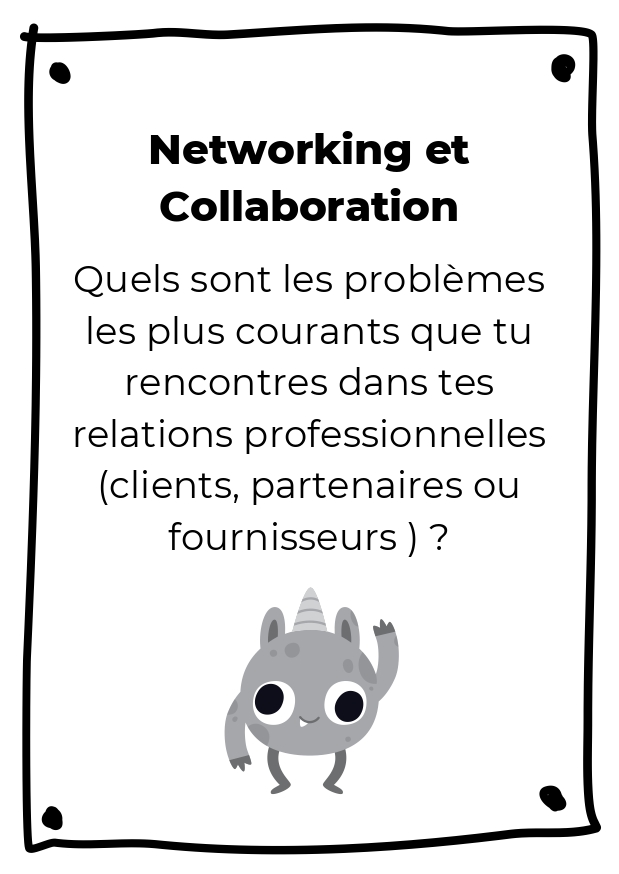 Networking et
Collaboration
Quels sont les problèmes
les plus courants que tu
rencontres dans tes
relations professionnelles
(clients, partenaires ou
fournisseurs ) ?